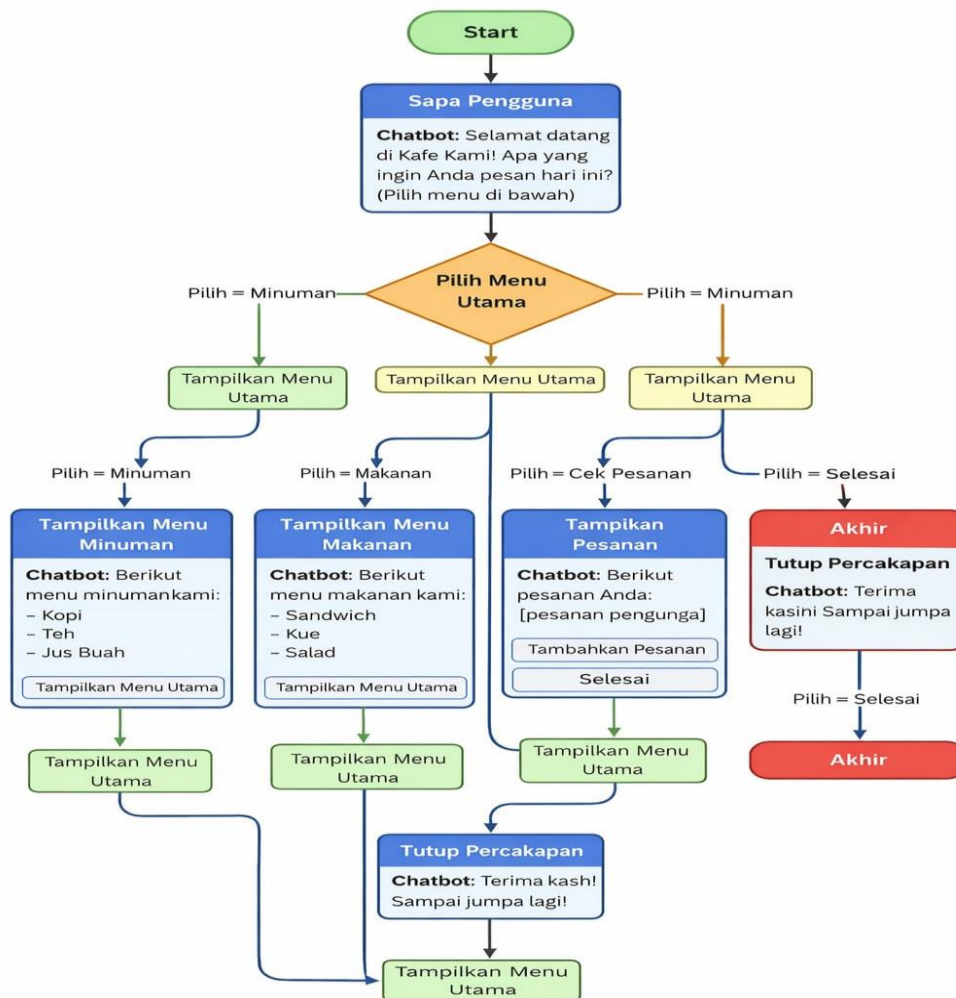 Start
Sapa Pengguna
Chatbot: Selamat datang
di Kafe Kami! Apa yang
ingin Anda pesan hari ini?
(Pilih menu di bawah)
Pilih Menu
Utama
Pilih = Minuman
Pilih = Minuman
Tampilkan Menu
Utama
Tampilkan Menu Utama
Tampilkan Menu
Utama
Pilih = Minuman
Pilih = Makanan
Pilih = Cek Pesanan
Pilih = Selesai
Tampilkan Menu
Minuman
Chatbot: Berikut
menu minumankami:
– Kopi
– Teh
– Jus Buah
Tampilkan Menu Utama
Tampilkan Menu
Makanan
Chatbot: Berikut
menu makanan kami:
– Sandwich
– Kue
– Salad
Tampilkan Menu Utama
Tampikan
Pesanan
Chatbot: Berikut
pesanan Anda:
[pesanan pengunga]
Tambahkan Pesanan
Selesai
Akhir
Tutup Percakapan
Chatbot: Terima
kasini Sampai jumpa
lagi!
Pilih = Selesai
Akhir
Tampilkan Menu
Utama
Tampilkan Menu
Utama
Tampilkan Menu
Utama
Tutup Percakapan
Chatbot: Terima kash!
Sampai jumpa lagi!
Tampilkan Menu
Utama